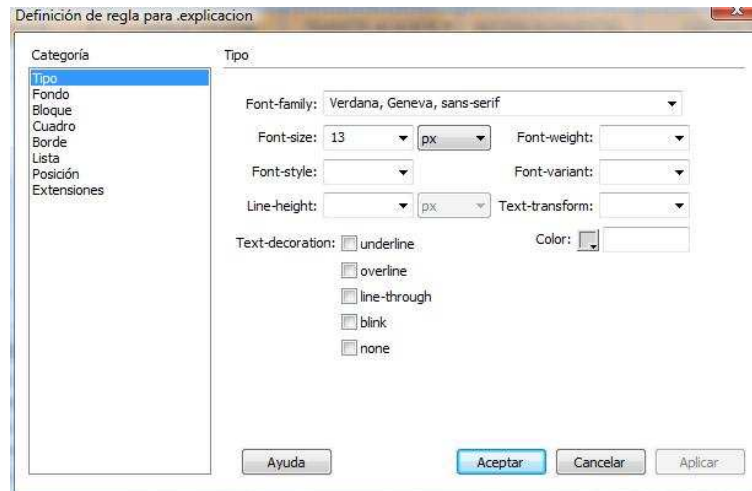 Definición de regla para .explicacion
Categoría
Tipo
Fondo
Bloque
Cuadro
Borde
Lista
Posición
Extensiones
Tipo
Font-family: Verdana, Geneva, sans-serif
Font-size: 13 px Font-weight:
Font-style: Font-variant:
Line-height: px Text-transform:
Text-decoration: underline Color:
overline
line-through
blink
none
Ayuda Aceptar Cancelar Aplicar